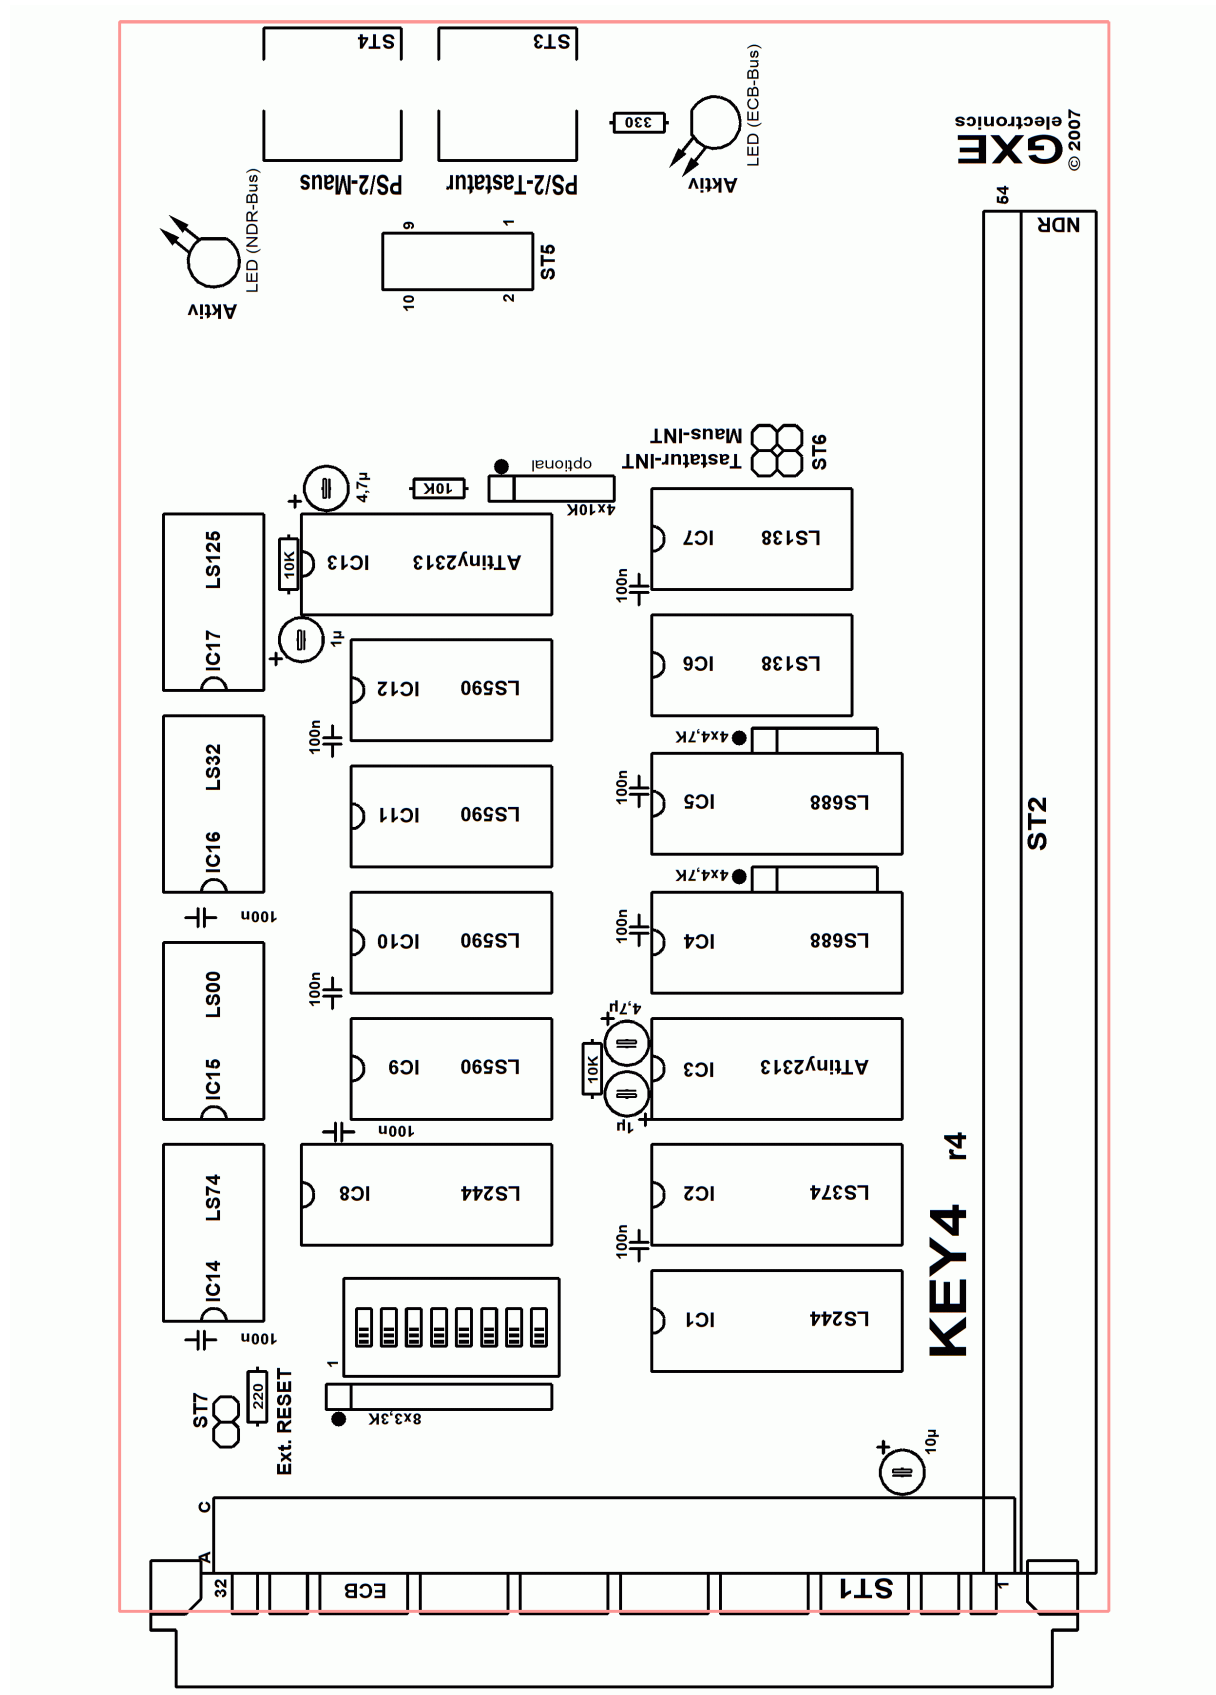 ST4
ST3
PS/2-Maus
PS/2-Tastatur
330
LED (ECB-Bus)
Aktiv
GXE
electronics
© 2007
LED (NDR-Bus)
Aktiv
9
1
10
2
ST5
54
NDR
Maus-INT
Tastatur-INT
ST6
4,7µ
10K
optional
4x10K
LS125
IC17
10K
IC13
ATtiny2313
1µ
IC7
LS138
100n
IC12
LS590
100n
IC6
LS138
LS32
IC16
100n
IC11
LS590
4x4,7K
100n
IC5
LS688
ST2
4x4,7K
IC10
LS590
100n
100n
IC4
LS688
LS00
IC15
IC9
LS590
100n
4,7µ
10K
1µ
IC3
ATtiny2313
LS74
IC14
100n
IC8
LS244
IC2
LS374
100n
KEY4 r4
1
8x3,3K
IC1
LS244
ST7
220
Ext. RESET
10µ
C
A
32
ECB
ST1
1